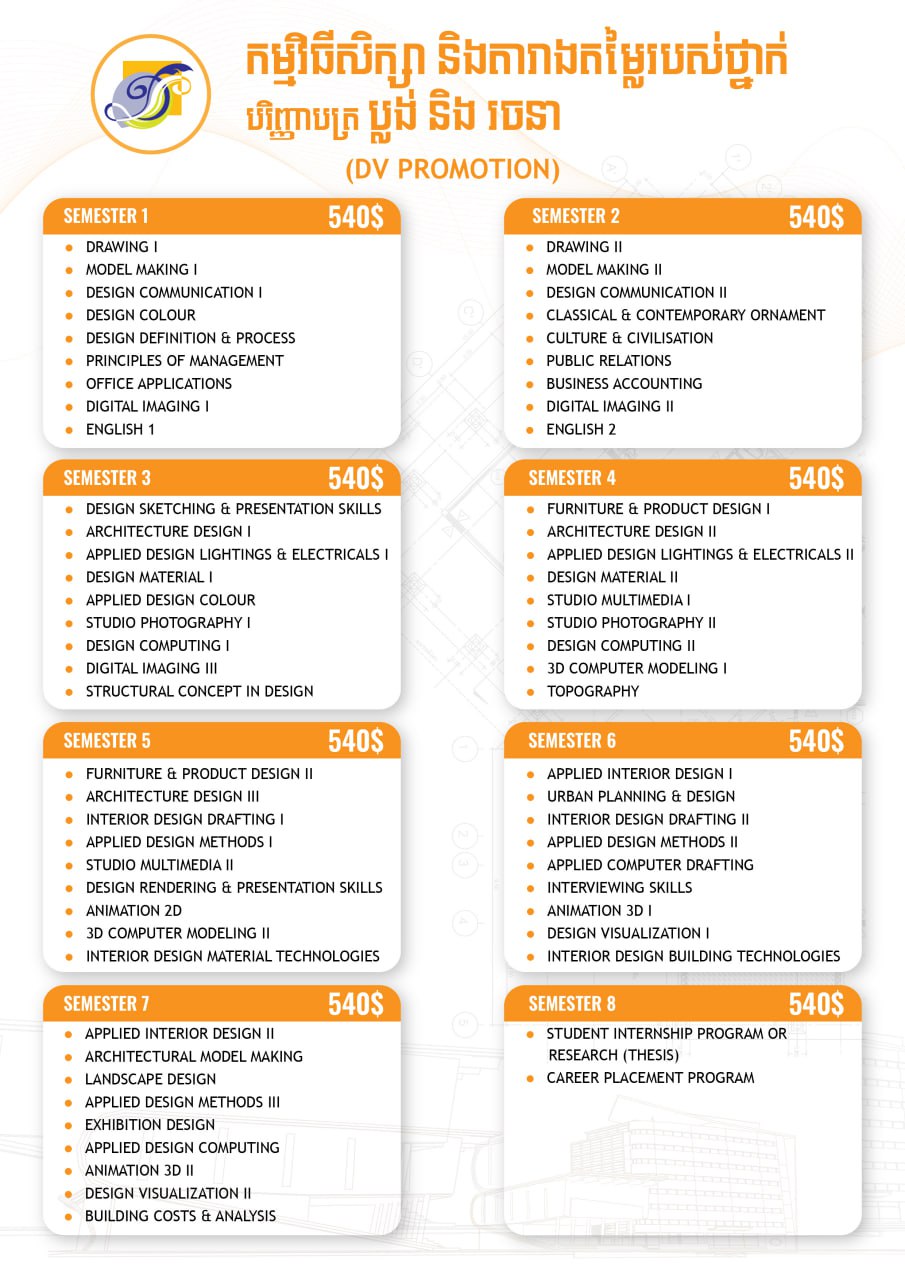 កម្មវិធីសិក្សា និងតារាងតម្លៃរបស់ថ្នាក់
បរិញ្ញាបត្រ ប្លង់ និង រចនា
(DV PROMOTION)
SEMESTER 1 540$
DRAWING I
MODEL MAKING I
DESIGN COMMUNICATION I
DESIGN COLOUR
DESIGN DEFINITION & PROCESS
PRINCIPLES OF MANAGEMENT
OFFICE APPLICATIONS
DIGITAL IMAGING I
ENGLISH 1
SEMESTER 2 540$
DRAWING II
MODEL MAKING II
DESIGN COMMUNICATION II
CLASSICAL & CONTEMPORARY ORNAMENT
CULTURE & CIVILISATION
PUBLIC RELATIONS
BUSINESS ACCOUNTING
DIGITAL IMAGING II
ENGLISH 2
SEMESTER 3 540$
DESIGN SKETCHING & PRESENTATION SKILLS
ARCHITECTURE DESIGN I
APPLIED DESIGN LIGHTINGS & ELECTRICALS I
DESIGN MATERIAL I
APPLIED DESIGN COLOUR
STUDIO PHOTOGRAPHY I
DESIGN COMPUTING I
DIGITAL IMAGING III
STRUCTURAL CONCEPT IN DESIGN
SEMESTER 4 540$
FURNITURE & PRODUCT DESIGN I
ARCHITECTURE DESIGN II
APPLIED DESIGN LIGHTINGS & ELECTRICALS II
DESIGN MATERIAL II
STUDIO MULTIMEDIA I
STUDIO PHOTOGRAPHY II
DESIGN COMPUTING II
3D COMPUTER MODELING I
TOPOGRAPHY
SEMESTER 5 540$
FURNITURE & PRODUCT DESIGN II
ARCHITECTURE DESIGN III
INTERIOR DESIGN DRAFTING I
APPLIED DESIGN METHODS I
STUDIO MULTIMEDIA II
DESIGN RENDERING & PRESENTATION SKILLS
ANIMATION 2D
3D COMPUTER MODELING II
INTERIOR DESIGN MATERIAL TECHNOLOGIES
SEMESTER 6 540$
APPLIED INTERIOR DESIGN I
URBAN PLANNING & DESIGN
INTERIOR DESIGN DRAFTING II
APPLIED DESIGN METHODS II
APPLIED COMPUTER DRAFTING
INTERVIEWING SKILLS
ANIMATION 3D I
DESIGN VISUALIZATION I
INTERIOR DESIGN BUILDING TECHNOLOGIES
SEMESTER 7 540$
APPLIED INTERIOR DESIGN II
ARCHITECTURAL MODEL MAKING
LANDSCAPE DESIGN
APPLIED DESIGN METHODS III
EXHIBITION DESIGN
APPLIED DESIGN COMPUTING
ANIMATION 3D II
DESIGN VISUALIZATION II
BUILDING COSTS & ANALYSIS
SEMESTER 8 540$
STUDENT INTERNSHIP PROGRAM OR
RESEARCH (THESIS)
CAREER PLACEMENT PROGRAM